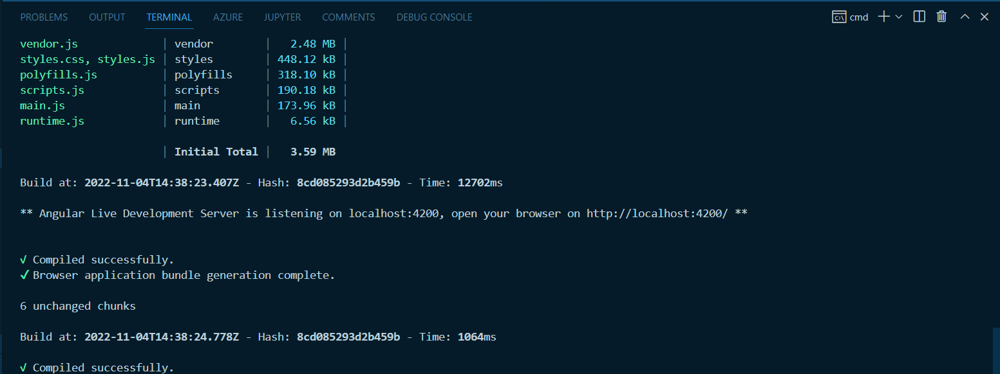 PROBLEMS OUTPUT TERMINAL AZURE JUPYTER COMMENTS DEBUG CONSOLE cmd
vendor.js | vendor | 2.48 MB |
styles.css, styles.js | styles | 448.12 kB |
polyfills.js | polyfills | 318.10 kB |
scripts.js | scripts | 190.18 kB |
main.js | main | 173.96 kB |
runtime.js | runtime | 6.56 kB |
| Initial Total | 3.59 MB
Build at: 2022-11-04T14:38:23.407Z - Hash: 8cd085293d2b459b - Time: 12702ms
** Angular Live Development Server is listening on localhost:4200, open your browser on http://localhost:4200/ **
√ Compiled successfully.
✔ Browser application bundle generation complete.
6 unchanged chunks
Build at: 2022-11-04T14:38:24.778Z - Hash: 8cd085293d2b459b - Time: 1064ms
√ Compiled successfully.